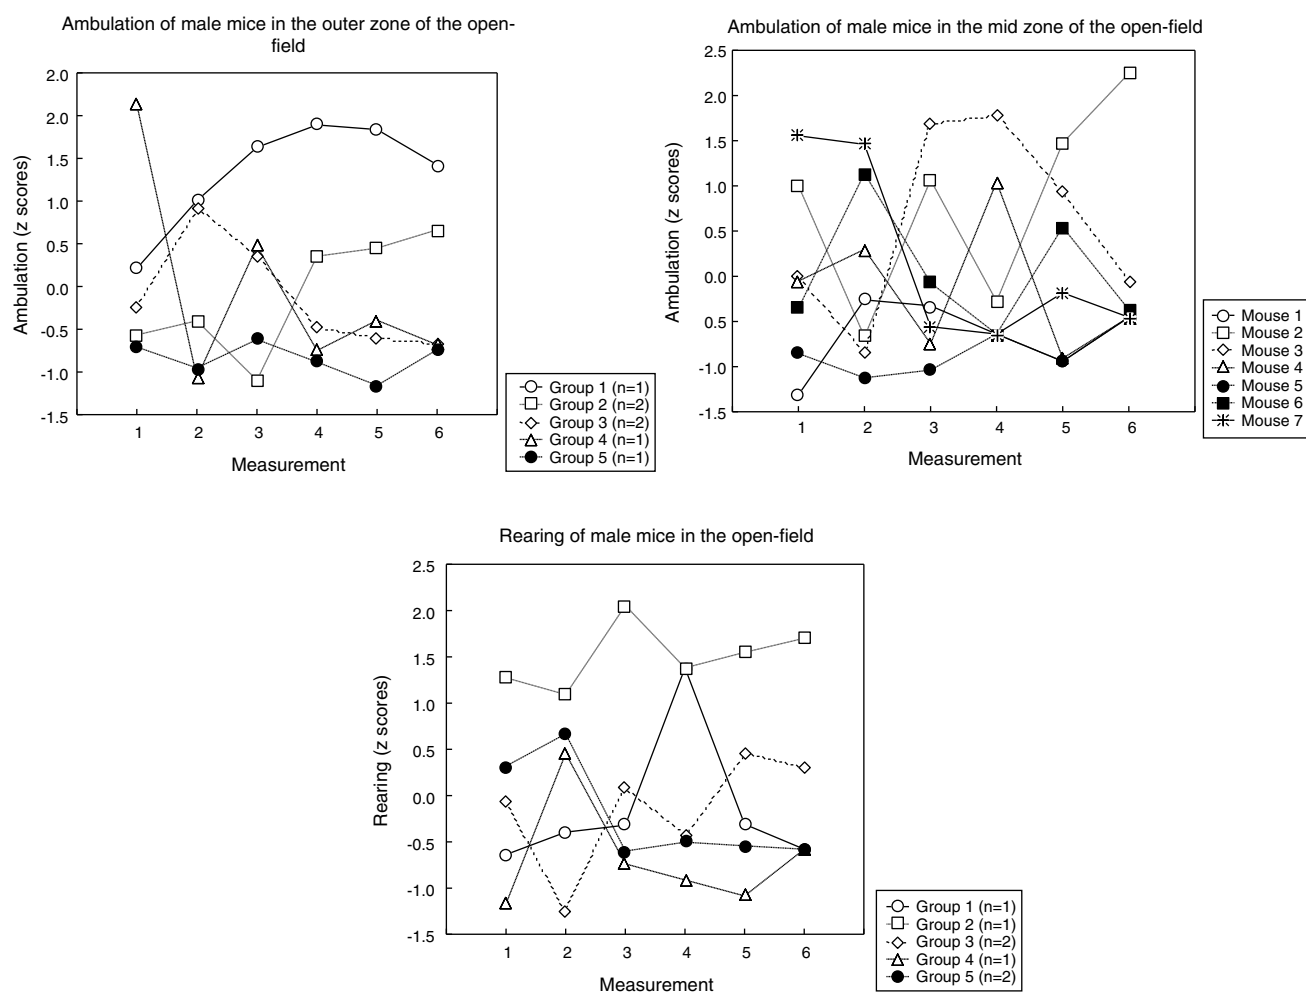 Ambulation of male mice in the outer zone of the open-
field
Ambulation (z scores)
2.0
2.0
1.5
1.0
0.5
0.0
-0.5
-1.0
-1.5
1 2 3 4 5 6
Measurement
Group 1 (n=1)
Group 2 (n=2)
Group 3 (n=2)
Group 4 (n=1)
Group 5 (n=1)
Ambulation of male mice in the mid zone of the open-field
Ambulation (z scores)
2.5
2.0
1.5
1.0
0.5
0.0
0.5
-1.0
-1.5
1 2 3 4 5 6
Measurement
Mouse 1
Mouse 2
Mouse 3
Mouse 4
Mouse 5
Mouse 6
Mouse 7
Rearing of male mice in the open-field
Rearing (z scores)
2.5
2.0
1.5
1.0
0.5
0.0
-0.5
-1.0
-1.5
1 2 3 4 5 6
Measurement
Group 1 (n=1)
Group 2 (n=1)
Group 3 (n=2)
Group 4 (n=1)
Group 5 (n=2)